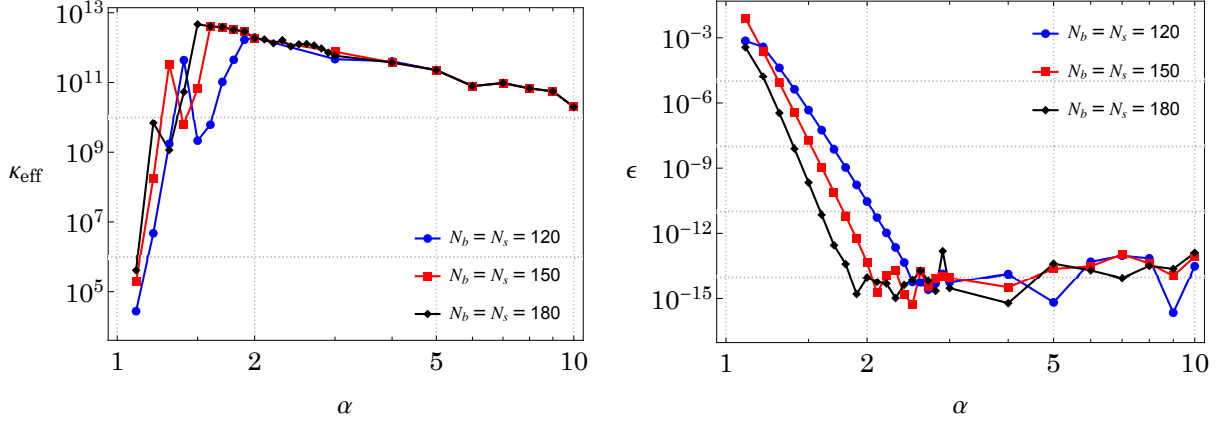 10^13
10^11
10^9
10^7
10^5
κ_eff
N_b = N_s = 120
N_b = N_s = 150
N_b = N_s = 180
1 2 5 10
α
10^-3
10^-6
10^-9
10^-12
10^-15
ϵ
N_b = N_s = 120
N_b = N_s = 150
N_b = N_s = 180
1 2 5 10
α